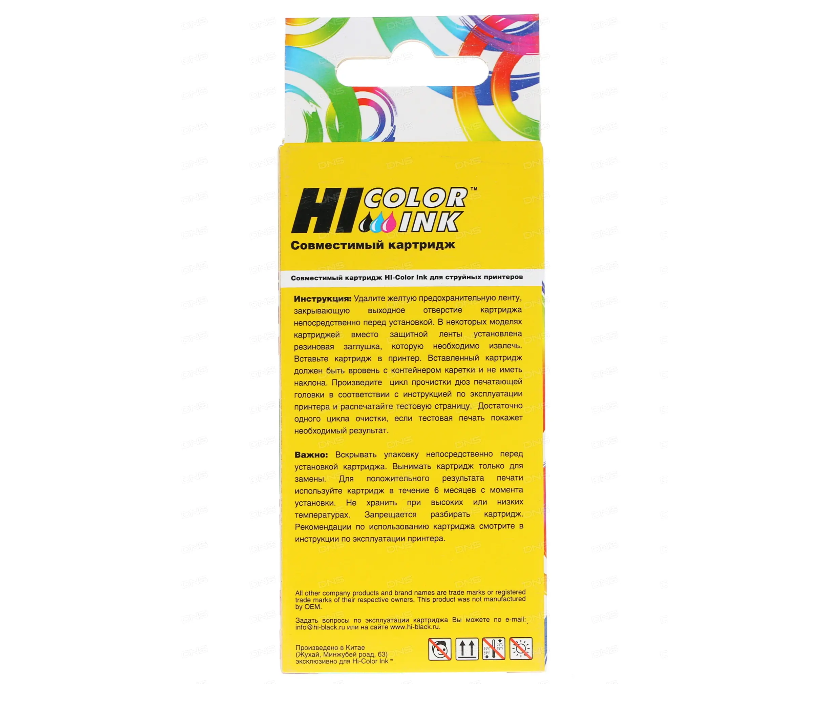 HI COLOR INK™
Совместимый картридж
Совместимый картридж Hi-Color Ink для струйных принтеров
Инструкция: Удалите желтую предохранительную ленту,
закрывающую выходное отверстие картриджа
непосредственно перед установкой. В некоторых моделях
картриджей вместо защитной ленты установлена
резиновая заглушка, которую необходимо извлечь.
Вставьте картридж в принтер. Вставленный картридж
должен быть вровень с контейнером каретки и не иметь
наклона. Произведите цикл прочистки дюз печатающей
головки в соответствии с инструкцией по эксплуатации
принтера и распечатайте тестовую страницу. Достаточно
одного цикла очистки, если тестовая печать покажет
необходимый результат.
Важно: Вскрывать упаковку непосредственно перед
установкой картриджа. Вынимать картридж только для
замены. Для положительного результата печати
используйте картридж в течение 6 месяцев с момента
установки. Не хранить при высоких или низких
температурах. Запрещается разбирать картридж.
Рекомендации по использованию картриджа смотрите в
инструкции по эксплуатации принтера.
All other company products and brand names are trade marks or registered
trade marks of their respective owners. This product was not manufactured
by OEM.
Задать вопросы по эксплуатации картриджа Вы можете по e-mail:
info@hi-black.ru или на сайте www.hi-black.ru.
Произведено в Китае
(Жухай, Минжубей роад, 63)
эксклюзивно для Hi-Color Ink™